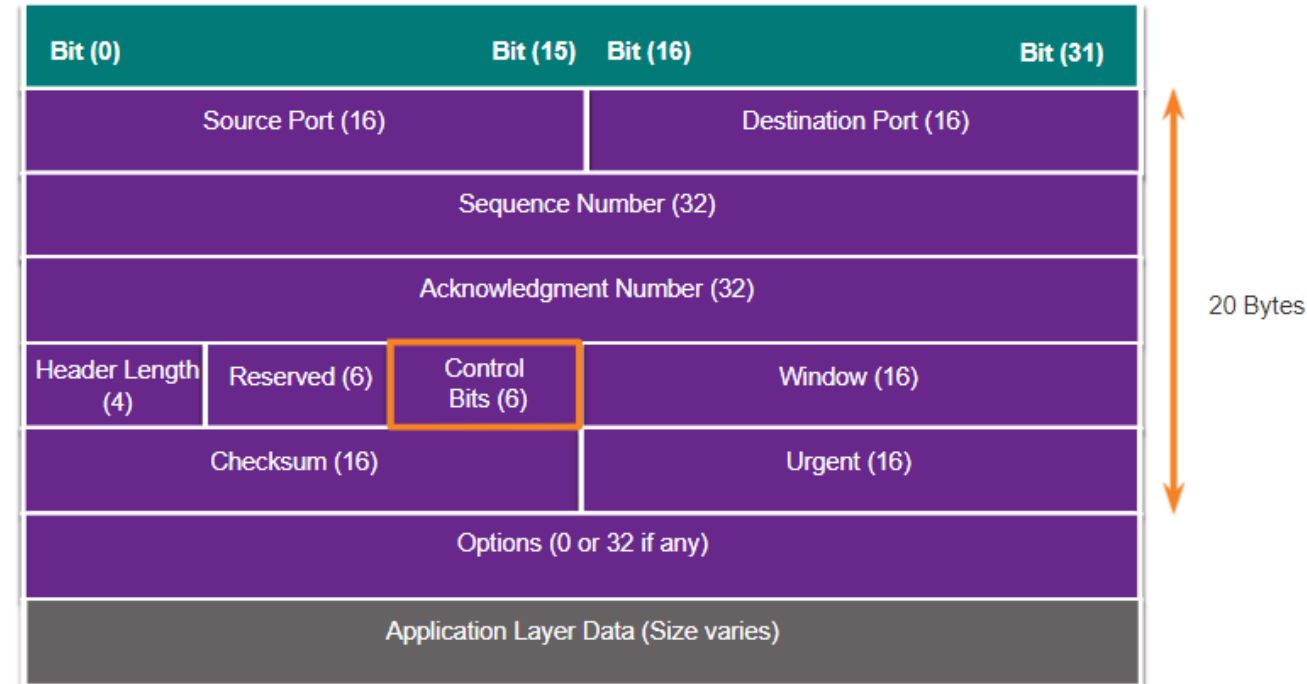 Bit (0) Bit (15) Bit (16) Bit (31)
Source Port (16) Destination Port (16)
Sequence Number (32)
Acknowledgment Number (32)
20 Bytes
Header Length
(4)
Reserved (6)
Control
Bits (6)
Window (16)
Checksum (16) Urgent (16)
Options (0 or 32 if any)
Application Layer Data (Size varies)